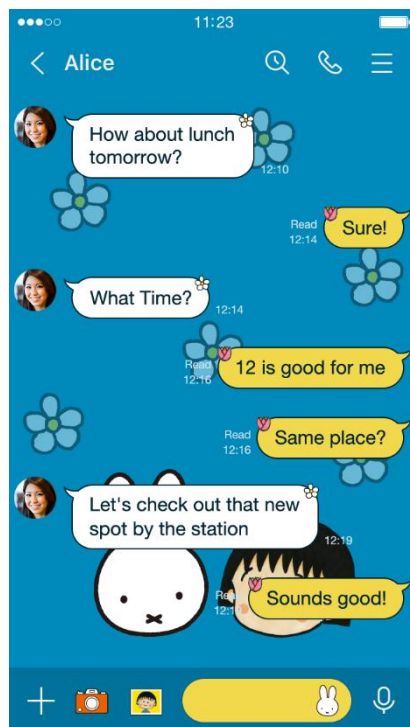 11:23
Alice
How about lunch
tomorrow?
12:10
Read
12:14
Sure!
What Time?
12:14
Read
12:16
12 is good for me
Read
12:16
Same place?
Let's check out that new
spot by the station
12:19
Sounds good!